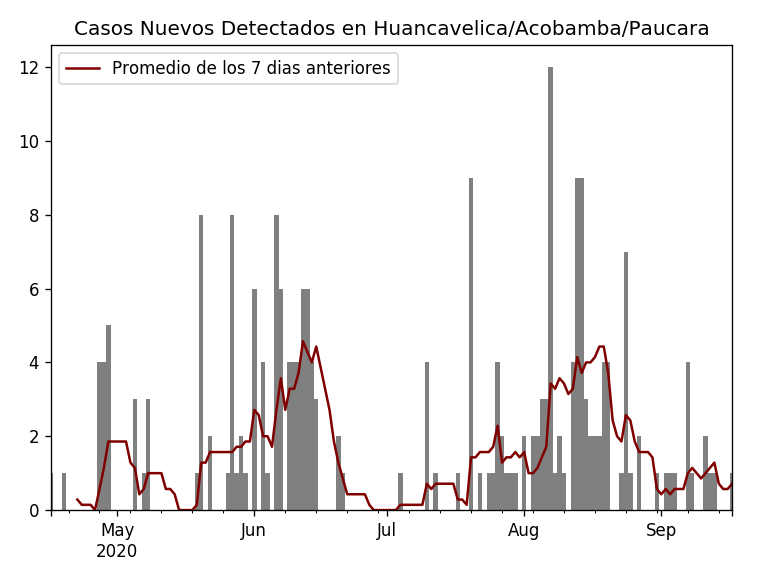 Casos Nuevos Detectados en Huancavelica/Acobamba/Paucara
Promedio de los 7 dias anteriores
12
10
8
6
4
2
0
May Jun Jul Aug Sep
2020